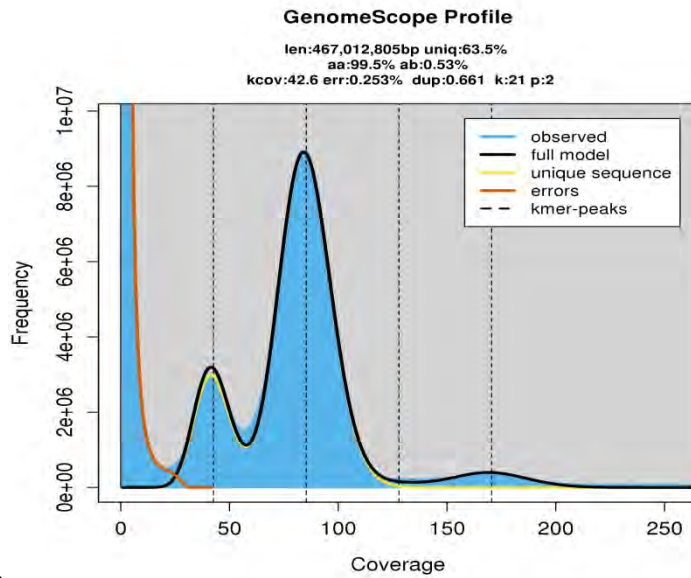 GenomeScope Profile
len:467,012,805bp uniq:63.5%
aa:99.5% ab:0.53%
kcov:42.6 err:0.253% dup:0.661 k:21 p:2
observed
full model
unique sequence
errors
kmer-peaks
Frequency
1e+07
8e+06
6e+06
4e+06
2e+06
0e+00
0 50 100 150 200 250
Coverage